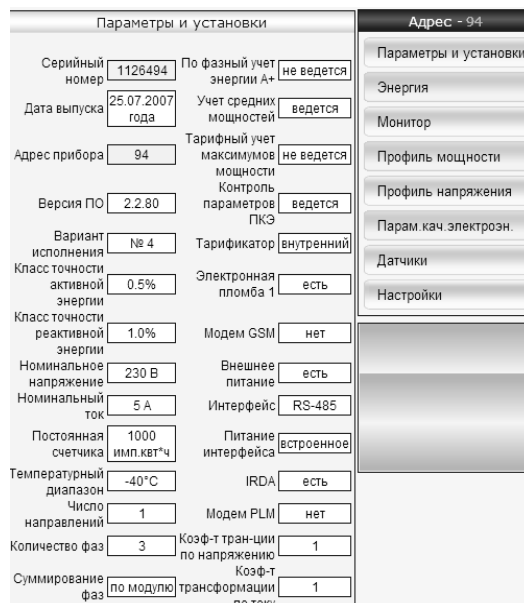 Параметры и установки
Серийный номер
1126494
По фазный учет энергии А+
не ведется
Дата выпуска
25.07.2007 года
Учет средних мощностей
ведется
Адрес прибора
94
Тарифный учет максимумов мощности
не ведется
Версия ПО
2.2.80
Контроль параметров ПКЭ
ведется
Вариант исполнения
№ 4
Тарификатор
внутренний
Класс точности активной энергии
0.5%
Электронная пломба 1
есть
Класс точности реактивной энергии
1.0%
Модем GSM
нет
Номинальное напряжение
230 В
Внешнее питание
есть
Номинальный ток
5 А
Интерфейс
RS-485
Постоянная счетчика
1000 имп.квт*ч
Питание интерфейса
встроенное
Температурный диапазон
-40°C
IRDA
есть
Число направлений
1
Модем PLM
нет
Количество фаз
3
Коэф-т тран-ции по напряжению
1
Суммирование фаз
по модулю
Коэф-т трансформации по току
1
Адрес - 94
Параметры и установки
Энергия
Монитор
Профиль мощности
Профиль напряжения
Парам.кач.электроэн.
Датчики
Настройки